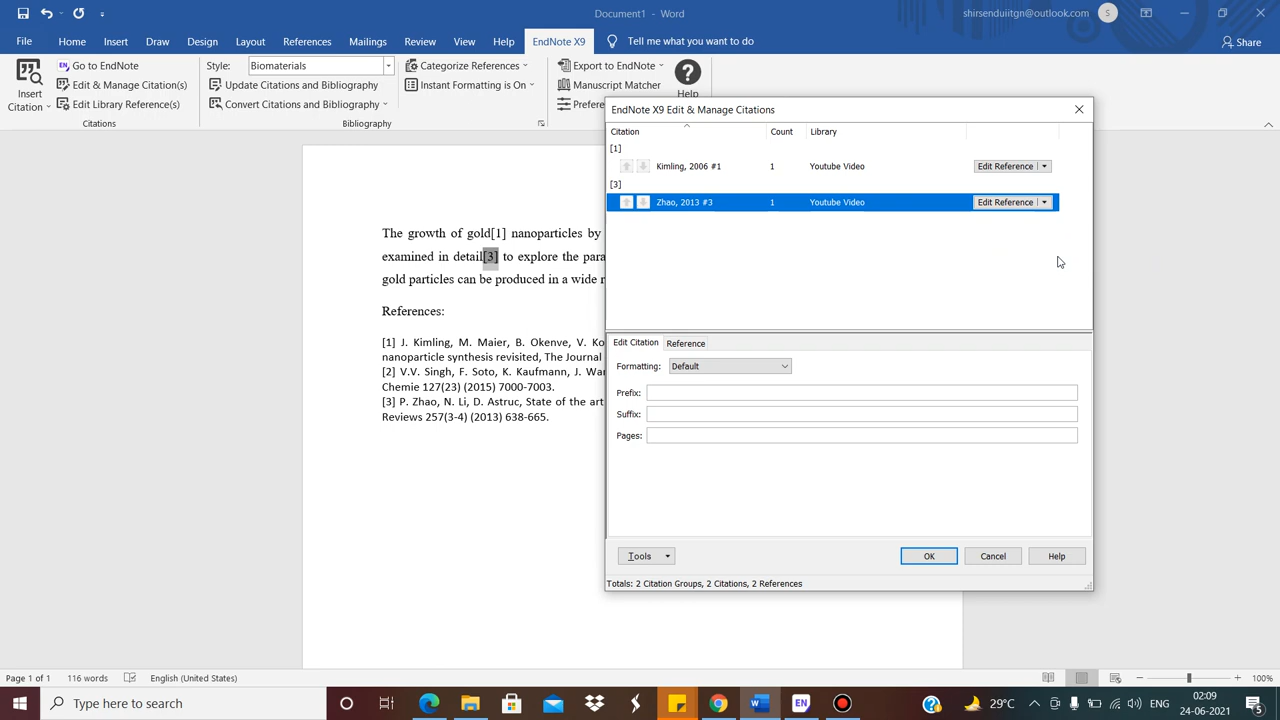 Document1 - Word
shirsenduiitgn@outlook.com
S
File
Home
Insert
Draw
Design
Layout
References
Mailings
Review
View
Help
EndNote X9
Tell me what you want to do
Share
Insert
Citation
Go to EndNote
Edit & Manage Citation(s)
Edit Library Reference(s)
Citations
Style:
Biomaterials
Update Citations and Bibliography
Convert Citations and Bibliography
Categorize References
Instant Formatting is On
Bibliography
Export to EndNote
Manuscript Matcher
Prefere
Help
EndNote X9 Edit & Manage Citations
Citation
Count
Library
[1]
Kimling, 2006 #1
1
Youtube Video
Edit Reference
[3]
Zhao, 2013 #3
1
Youtube Video
Edit Reference
Edit Citation
Reference
Formatting:
Default
Prefix:
Suffix:
Pages:
Tools
OK
Cancel
Help
Totals: 2 Citation Groups, 2 Citations, 2 References
The growth of gold[1] nanoparticles by
examined in detail[3] to explore the para
gold particles can be produced in a wide r
References:
[1] J. Kimling, M. Maier, B. Okenve, V. Ko
nanoparticle synthesis revisited, The Journal
[2] V.V. Singh, F. Soto, K. Kaufmann, J. War
Chemie 127(23) (2015) 7000-7003.
[3] P. Zhao, N. Li, D. Astruc, State of the art
Reviews 257(3-4) (2013) 638-665.
Page 1 of 1
116 words
English (United States)
100%
Type here to search
29°C
02:09
24-06-2021
5